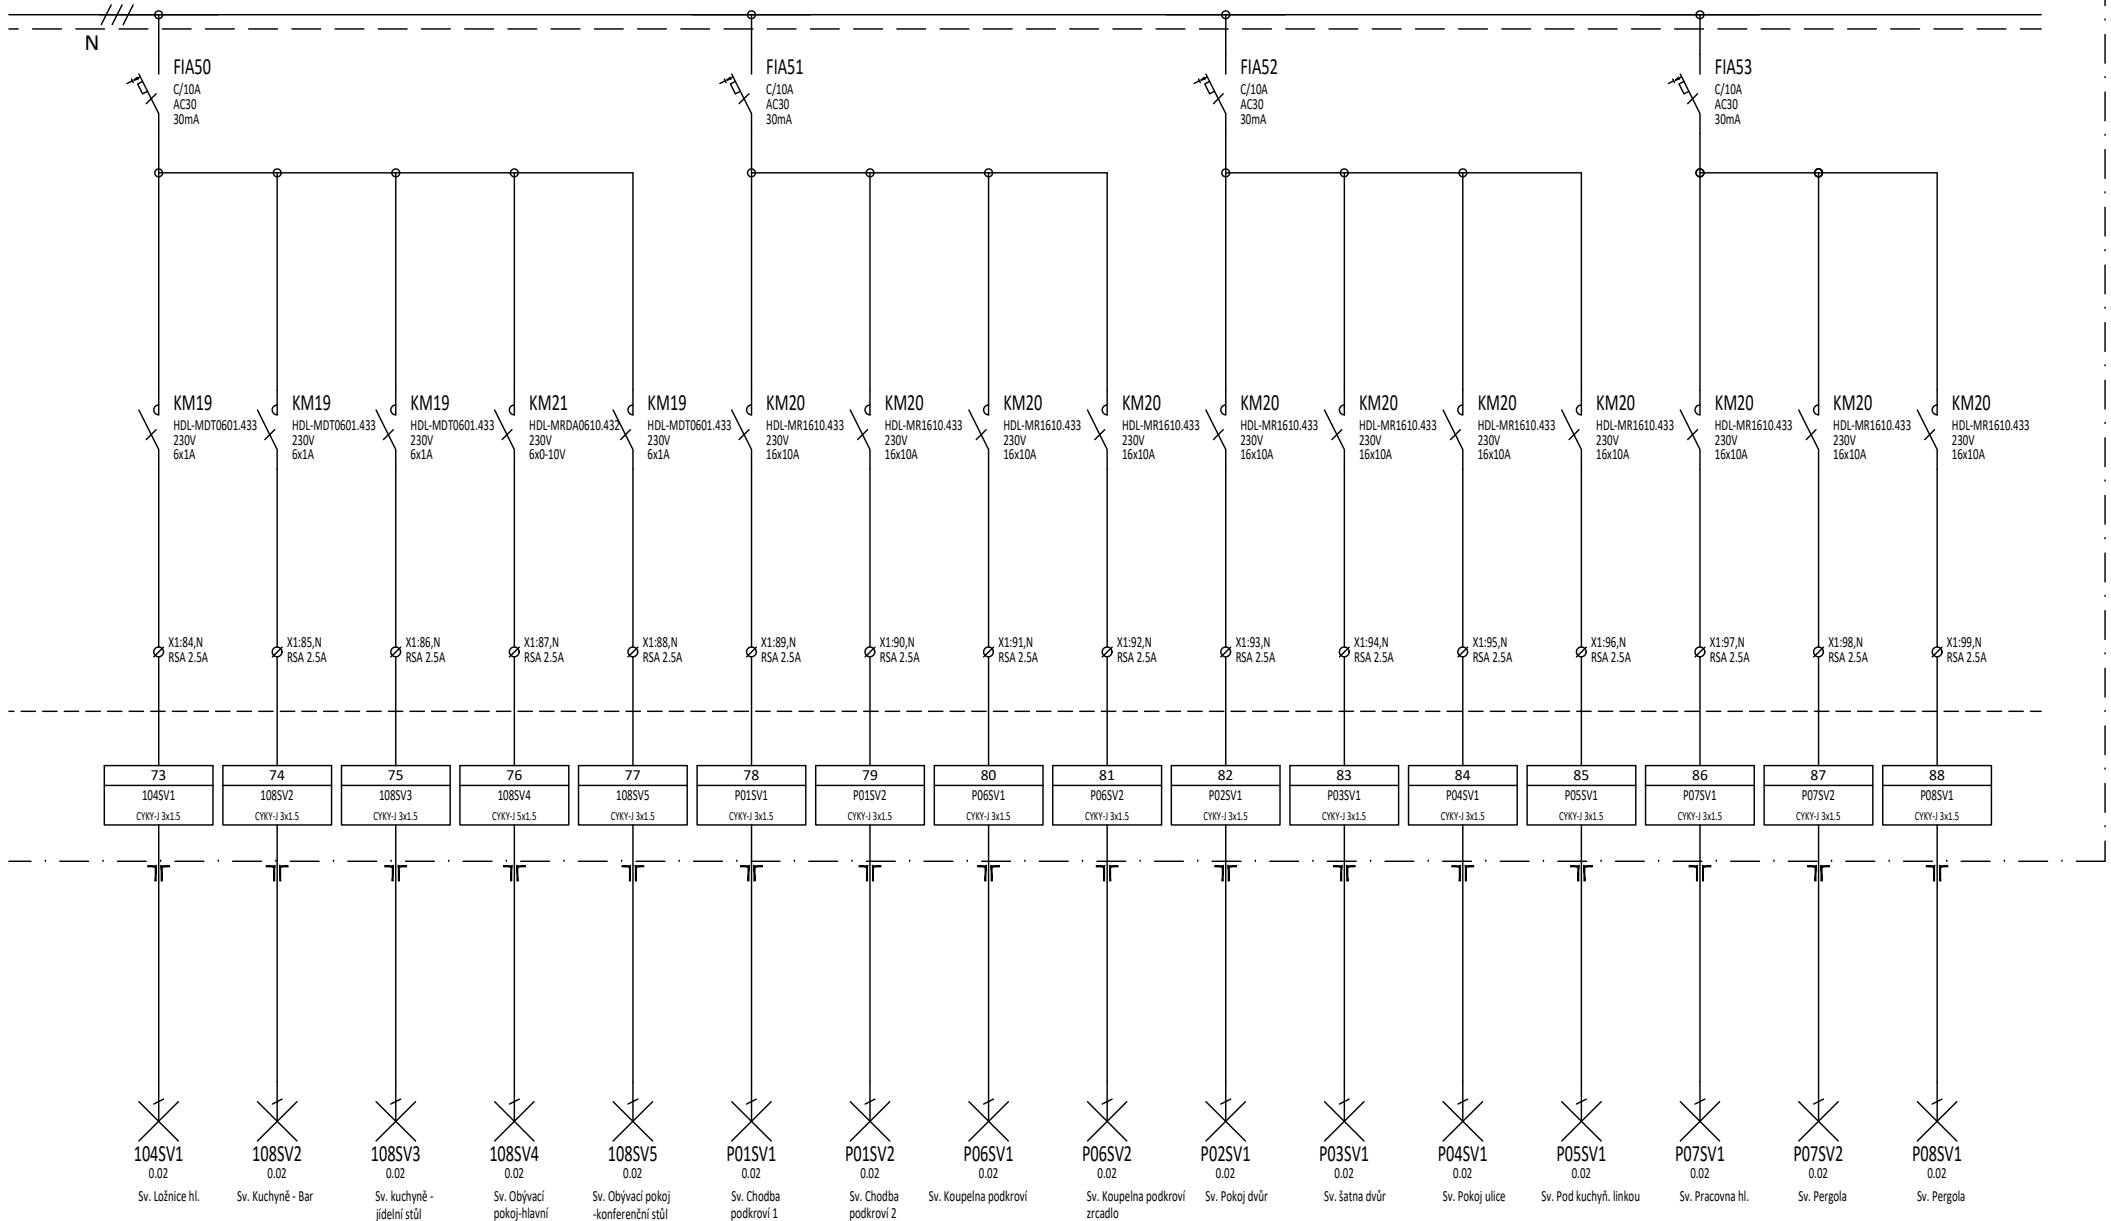 N
FIA50
C/10A
AC30
30mA
FIA51
C/10A
AC30
30mA
FIA52
C/10A
AC30
30mA
FIA53
C/10A
AC30
30mA
KM19
HDL-MDT0601.433
230V
6x1A
KM19
HDL-MDT0601.433
230V
6x1A
KM19
HDL-MDT0601.433
230V
6x1A
KM21
HDL-MRDA0610.432
230V
6x0-10V
KM19
HDL-MDT0601.433
230V
6x1A
KM20
HDL-MR1610.433
230V
16x10A
KM20
HDL-MR1610.433
230V
16x10A
KM20
HDL-MR1610.433
230V
16x10A
KM20
HDL-MR1610.433
230V
16x10A
KM20
HDL-MR1610.433
230V
16x10A
KM20
HDL-MR1610.433
230V
16x10A
KM20
HDL-MR1610.433
230V
16x10A
KM20
HDL-MR1610.433
230V
16x10A
KM20
HDL-MR1610.433
230V
16x10A
KM20
HDL-MR1610.433
230V
16x10A
KM20
HDL-MR1610.433
230V
16x10A
X1:84,N
RSA 2.5A
X1:85,N
RSA 2.5A
X1:86,N
RSA 2.5A
X1:87,N
RSA 2.5A
X1:88,N
RSA 2.5A
X1:89,N
RSA 2.5A
X1:90,N
RSA 2.5A
X1:91,N
RSA 2.5A
X1:92,N
RSA 2.5A
X1:93,N
RSA 2.5A
X1:94,N
RSA 2.5A
X1:95,N
RSA 2.5A
X1:96,N
RSA 2.5A
X1:97,N
RSA 2.5A
X1:98,N
RSA 2.5A
X1:99,N
RSA 2.5A
73
104SV1
CYKY-J 3x1.5
74
108SV2
CYKY-J 3x1.5
75
108SV3
CYKY-J 3x1.5
76
108SV4
CYKY-J 5x1.5
77
108SV5
CYKY-J 3x1.5
78
P01SV1
CYKY-J 3x1.5
79
P01SV2
CYKY-J 3x1.5
80
P06SV1
CYKY-J 3x1.5
81
P06SV2
CYKY-J 3x1.5
82
P02SV1
CYKY-J 3x1.5
83
P03SV1
CYKY-J 3x1.5
84
P04SV1
CYKY-J 3x1.5
85
P05SV1
CYKY-J 3x1.5
86
P07SV1
CYKY-J 3x1.5
87
P07SV2
CYKY-J 3x1.5
88
P08SV1
CYKY-J 3x1.5
104SV1
0.02
Sv. Ložnice hl.
108SV2
0.02
Sv. Kuchyně - Bar
108SV3
0.02
Sv. kuchyně -
jídelní stůl
108SV4
0.02
Sv. Obývací
pokoj-hlavní
108SV5
0.02
Sv. Obývací pokoj
-konferenční stůl
P01SV1
0.02
Sv. Chodba
podkroví 1
P01SV2
0.02
Sv. Chodba
podkroví 2
P06SV1
0.02
Sv. Koupelna podkroví
P06SV2
0.02
Sv. Koupelna podkroví
zrcadlo
P02SV1
0.02
Sv. Pokoj dvůr
P03SV1
0.02
Sv. šatna dvůr
P04SV1
0.02
Sv. Pokoj ulice
P05SV1
0.02
Sv. Pod kuchyň. linkou
P07SV1
0.02
Sv. Pracovna hl.
P07SV2
0.02
Sv. Pergola
P08SV1
0.02
Sv. Pergola